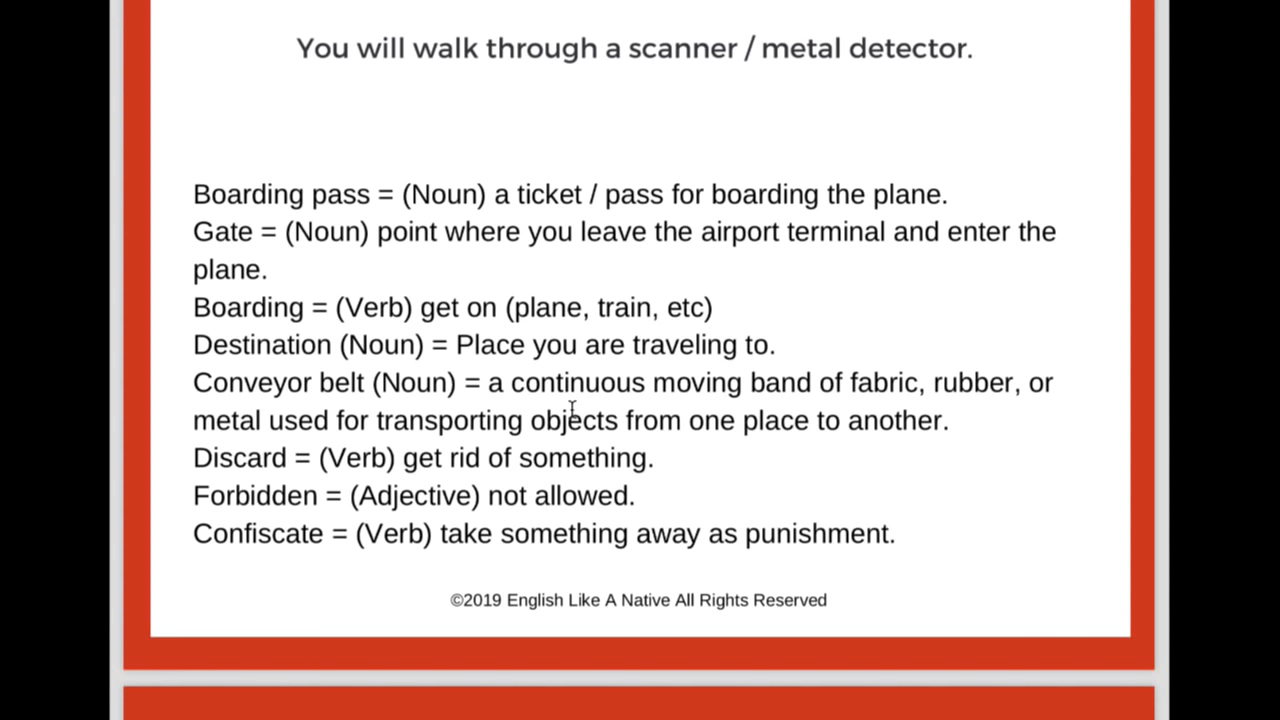 You will walk through a scanner / metal detector.
Boarding pass = (Noun) a ticket / pass for boarding the plane.
Gate = (Noun) point where you leave the airport terminal and enter the
plane.
Boarding = (Verb) get on (plane, train, etc)
Destination (Noun) = Place you are traveling to.
Conveyor belt (Noun) = a continuous moving band of fabric, rubber, or
metal used for transporting objects from one place to another.
Discard = (Verb) get rid of something.
Forbidden = (Adjective) not allowed.
Confiscate = (Verb) take something away as punishment.
©2019 English Like A Native All Rights Reserved